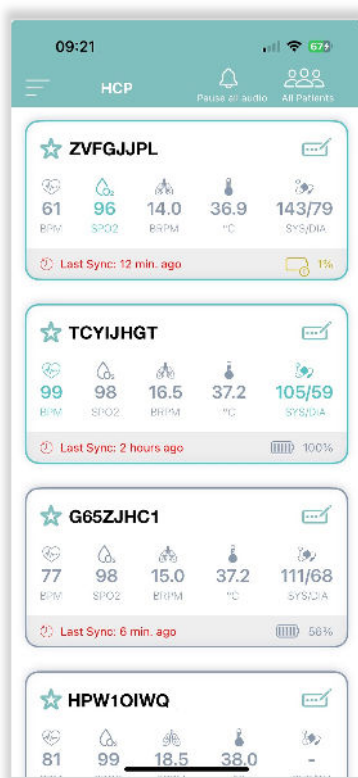 09:21 67
HCP Pause all audio All Patients
ZVFGJJPL
61 96 14.0 36.9 143/79
BPM SPO2 BRPM °C SYS/DIA
Last Sync: 12 min. ago 1%
TCYIJHGT
99 98 16.5 37.2 105/59
BPM SPO2 BRPM °C SYS/DIA
Last Sync: 2 hours ago 100%
G65ZJHC1
77 98 15.0 37.2 111/68
BPM SPO2 BRPM °C SYS/DIA
Last Sync: 6 min. ago 56%
HPW1OIWQ
81 99 18.5 38.0 -